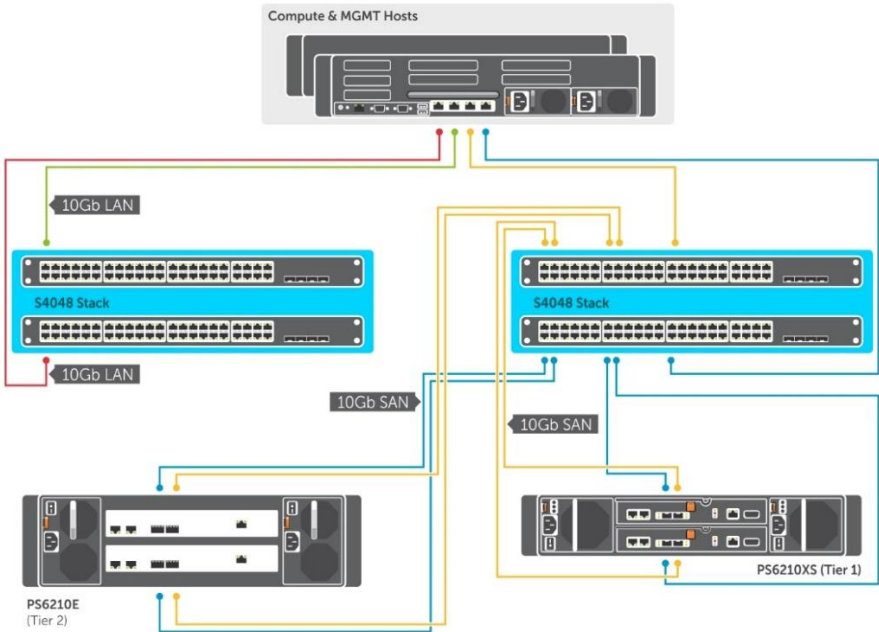 Compute & MGMT Hosts
10Gb LAN
S4048 Stack
S4048 Stack
10Gb LAN
10Gb SAN
10Gb SAN
PS6210XS (Tier 1)
PS6210E
(Tier 2)